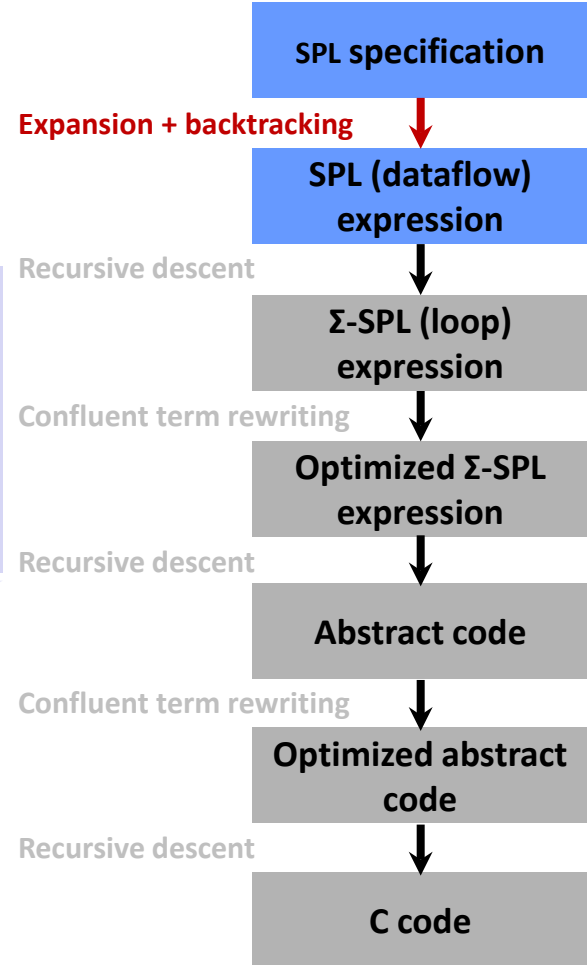 SPL specification
Expansion + backtracking
SPL (dataflow)
expression
Recursive descent
Σ-SPL (loop)
expression
Confluent term rewriting
Optimized Σ-SPL
expression
Recursive descent
Abstract code
Confluent term rewriting
Optimized abstract
code
Recursive descent
C code